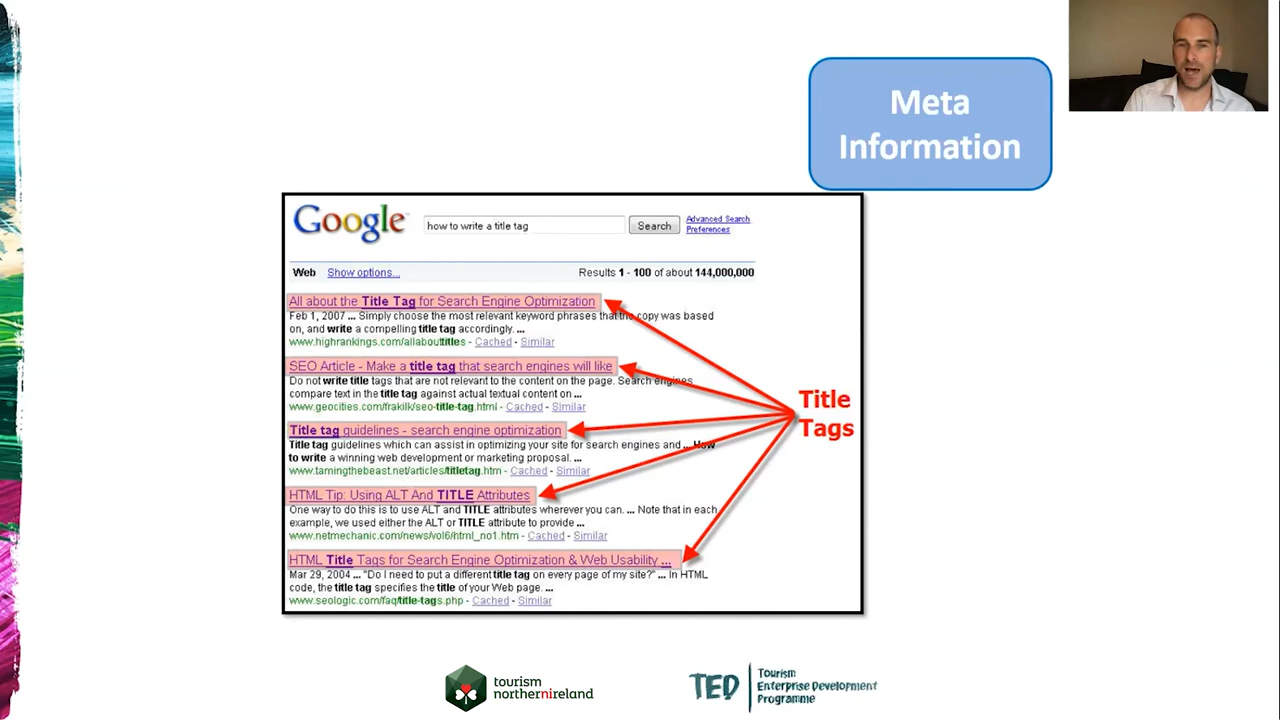 Meta
Information
Google
how to write a title tag
Search
Advanced Search
Preferences
Web Show options... Results 1 - 100 of about 144,000,000
All about the Title Tag for Search Engine Optimization
Feb 1, 2007 ... Simply choose the most relevant keyword phrases that the copy was based
on, and write a compelling title tag accordingly. ...
www.highrankings.com/allabouttitles - Cached - Similar
SEO Article - Make a title tag that search engines will like
Do not write title tags that are not relevant to the content on the page. Search engines
compare text in the title tag against actual textual content on ...
www.geocities.com/frakilk/seo-title-tag.html - Cached - Similar
Title tag guidelines - search engine optimization
Title tag guidelines which can assist in optimizing your site for search engines and ... How
to write a winning web development or marketing proposal. ...
www.tamingthebeast.net/articles/titletag.htm - Cached - Similar
HTML Tip: Using ALT And TITLE Attributes
One way to do this is to use ALT and TITLE attributes wherever you can. ... Note that in each
example, we used either the ALT or TITLE attribute to provide ...
www.netmechanic.com/news/vol6/html_no1.htm - Cached - Similar
HTML Title Tags for Search Engine Optimization & Web Usability ...
Mar 29, 2004 ... "Do I need to put a different title tag on every page of my site?" ... In HTML
code, the title tag specifies the title of your Web page. ...
www.seologic.com/faq/title-tags.php - Cached - Similar
Title
Tags
tourism
northernireland
TED
Tourism
Enterprise Development
Programme